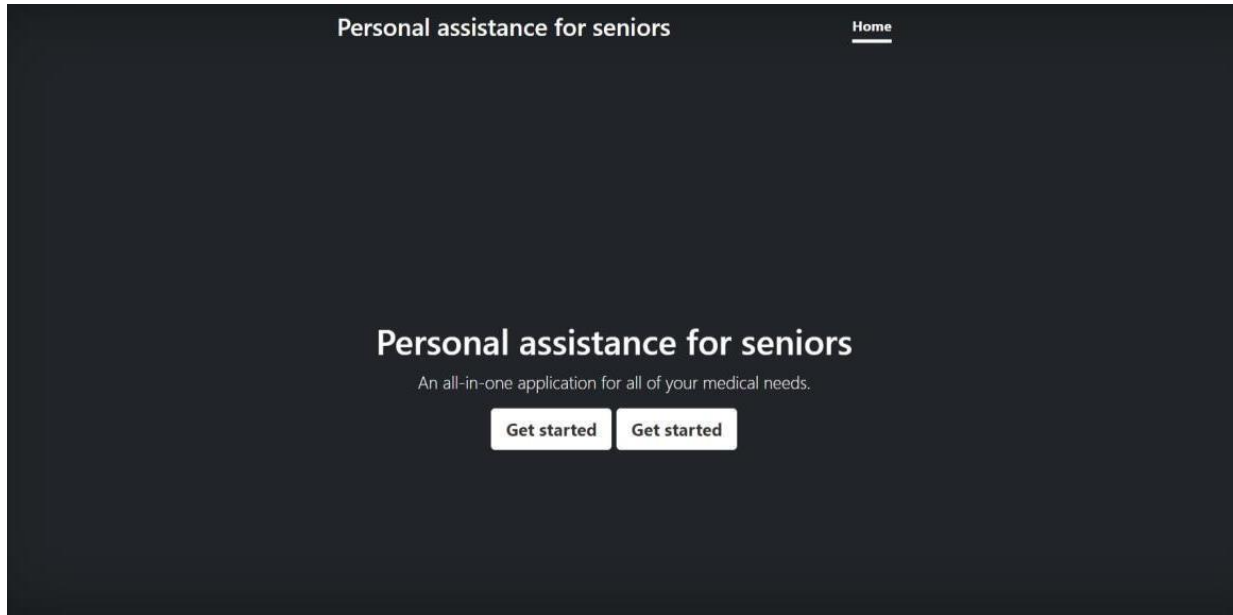 Personal assistance for seniors Home
Personal assistance for seniors
An all-in-one application for all of your medical needs.
Get started Get started